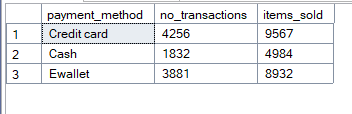 payment_method no_transactions items_sold
1 Credit card 4256 9567
2 Cash 1832 4984
3 Ewallet 3881 8932